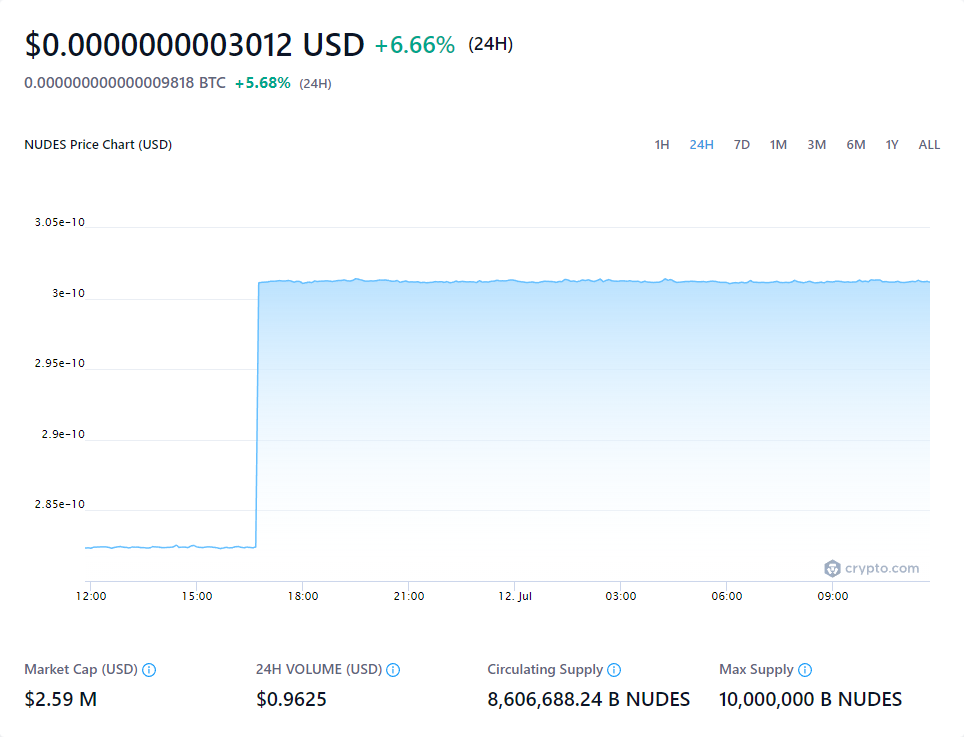 $0.0000000003012 USD +6.66% (24H)
0.000000000000009818 BTC +5.68% (24H)
NUDES Price Chart (USD) 1H 24H 7D 1M 3M 6M 1Y ALL
3.05e-10
3e-10
2.95e-10
2.9e-10
2.85e-10
crypto.com
12:00 15:00 18:00 21:00 12. Jul 03:00 06:00 09:00
Market Cap (USD) 24H VOLUME (USD) Circulating Supply Max Supply
$2.59 M $0.9625 8,606,688.24 B NUDES 10,000,000 B NUDES